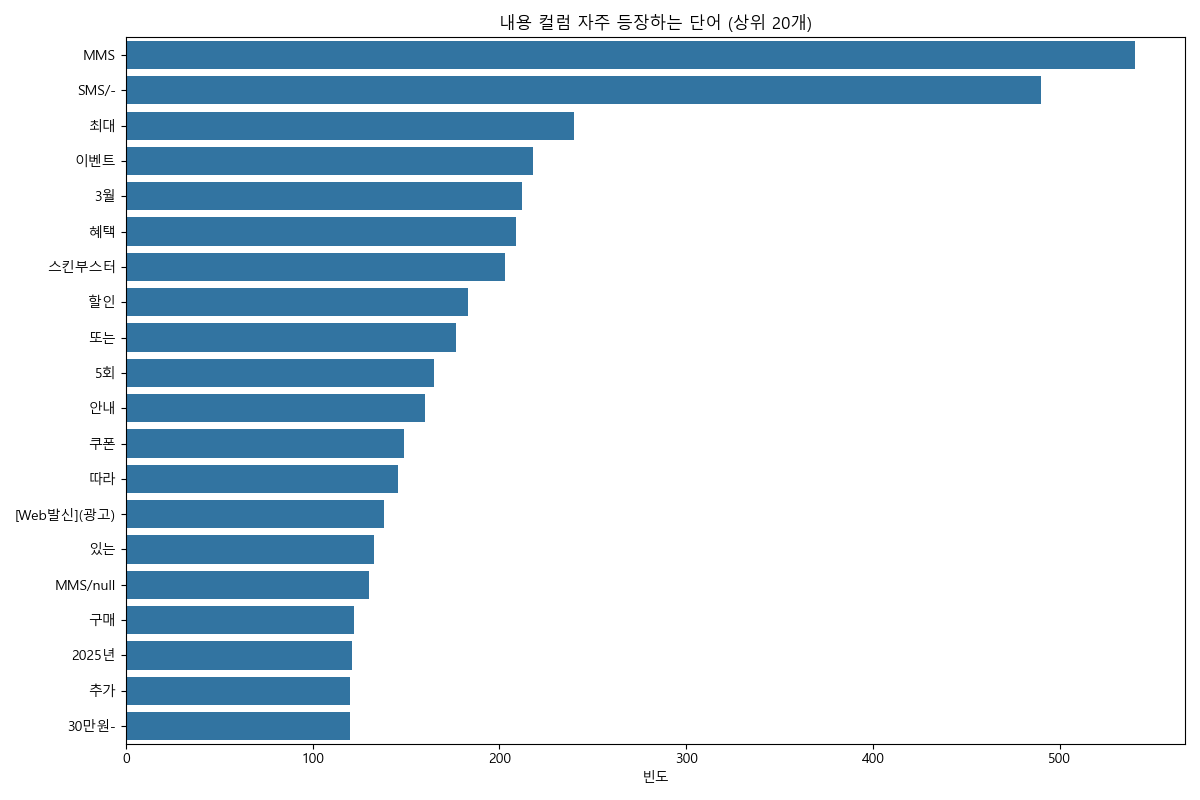 내용 컬럼 자주 등장하는 단어 (상위 20개)
MMS
SMS/-
최대
이벤트
3월
혜택
스킨부스터
할인
또는
5회
안내
쿠폰
따라
[Web발신](광고)
있는
MMS/null
구매
2025년
추가
30만원-
0 100 200 300 400 500
빈도